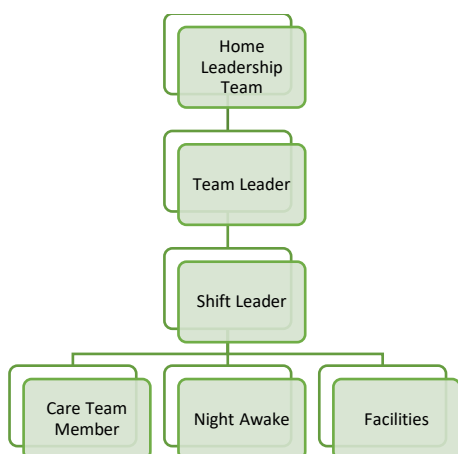 Home
Leadership
Team
Team Leader
Shift Leader
Care Team
Member
Night Awake
Facilities